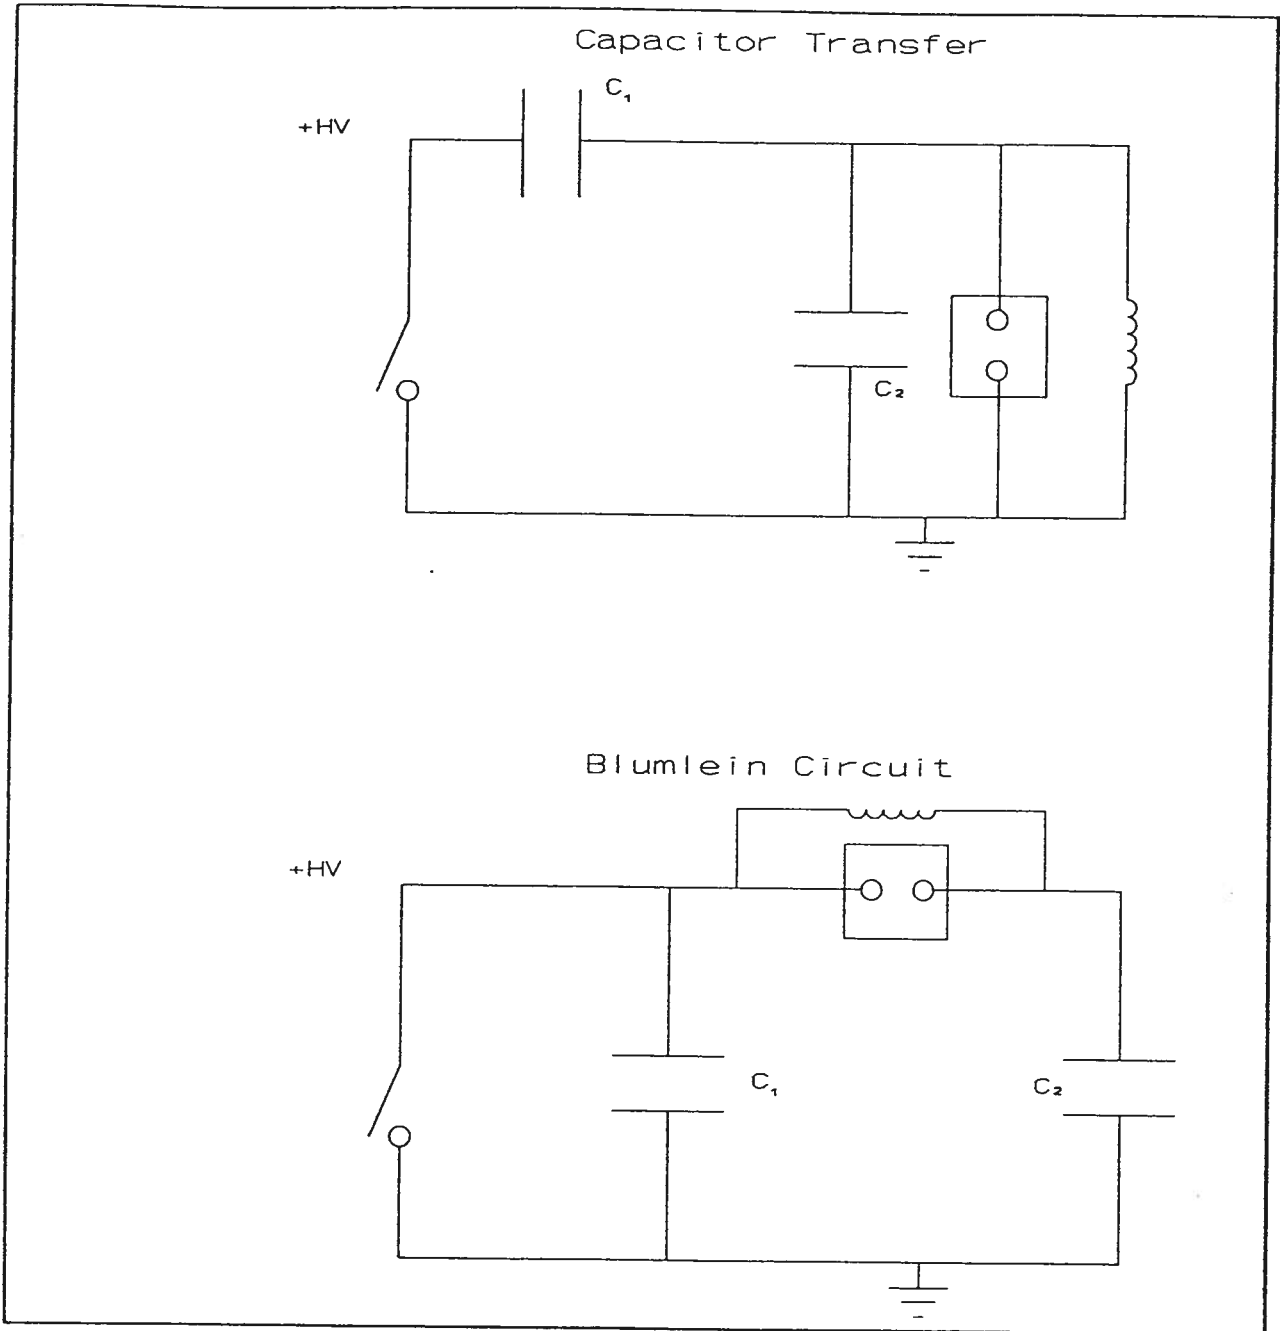 Capacitor Transfer
C₁
+HV
C₂
Blumlein Circuit
+HV
C₁
C₂